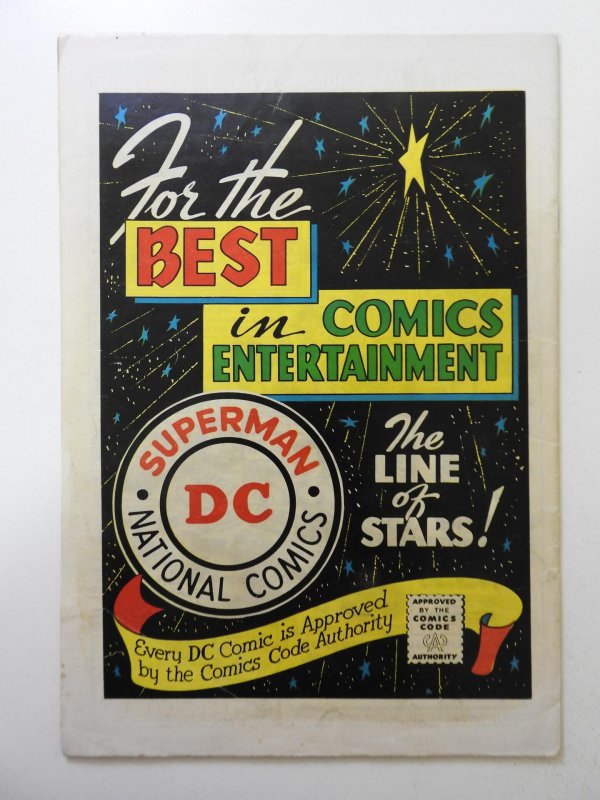 For the
BEST
in COMICS
ENTERTAINMENT
SUPERMAN
DC
NATIONAL COMICS
The
LINE
of
STARS!
Every DC Comic is Approved
by the Comics Code Authority
APPROVED
BY THE
COMICS
CODE
CA
AUTHORITY